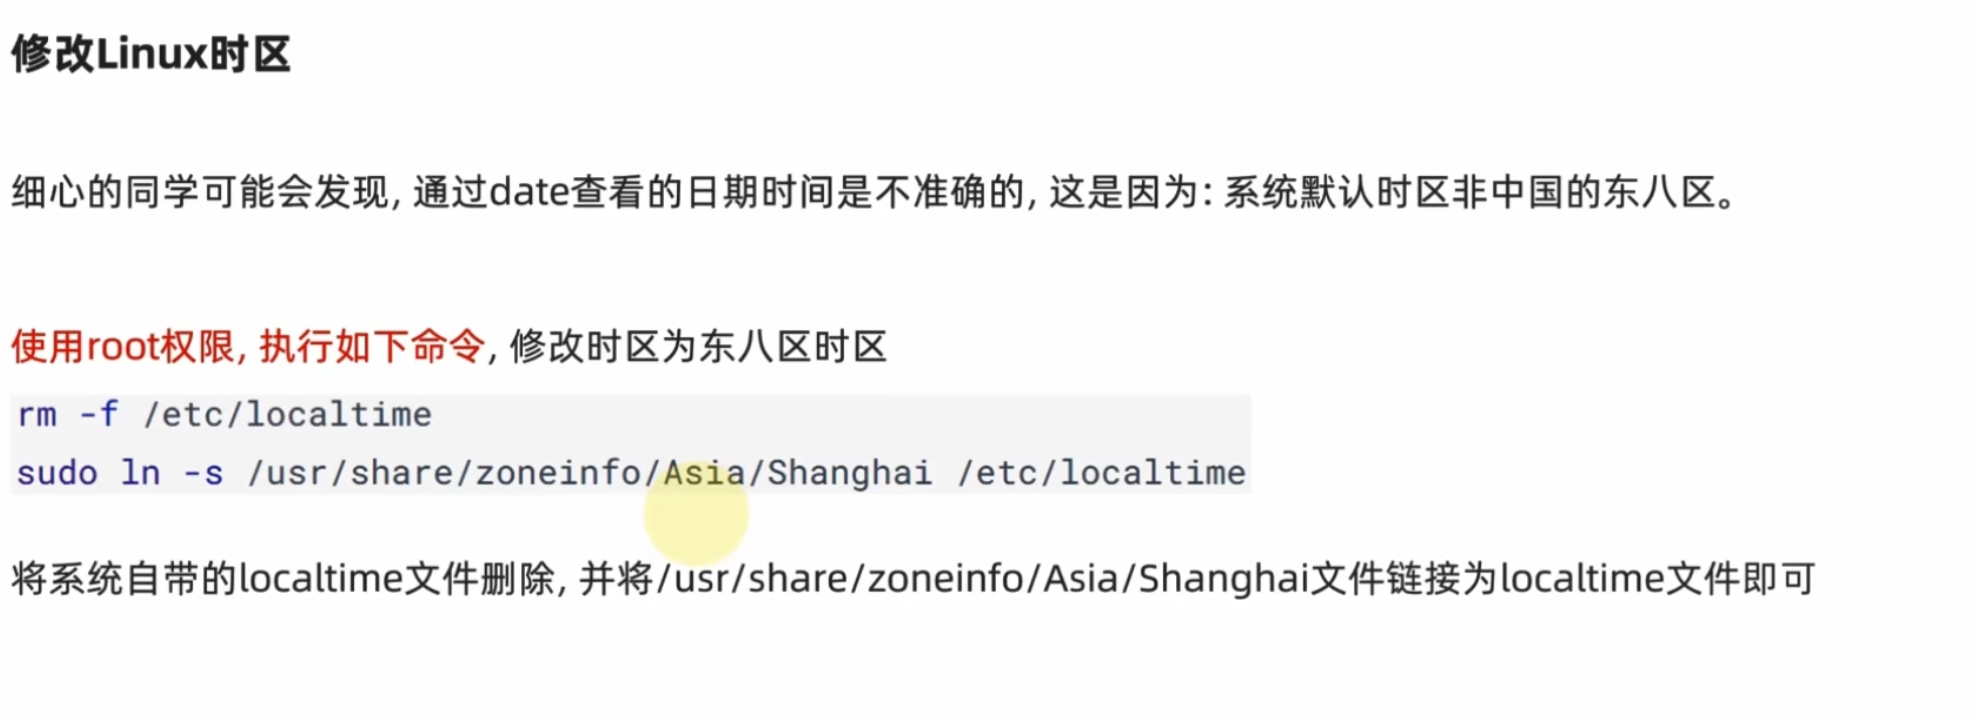 修改Linux时区
细心的同学可能会发现, 通过date查看的日期时间是不准确的, 这是因为: 系统默认时区非中国的东八区。
使用root权限, 执行如下命令, 修改时区为东八区时区
rm -f /etc/localtime
sudo ln -s /usr/share/zoneinfo/Asia/Shanghai /etc/localtime
将系统自带的localtime文件删除, 并将/usr/share/zoneinfo/Asia/Shanghai文件链接为localtime文件即可